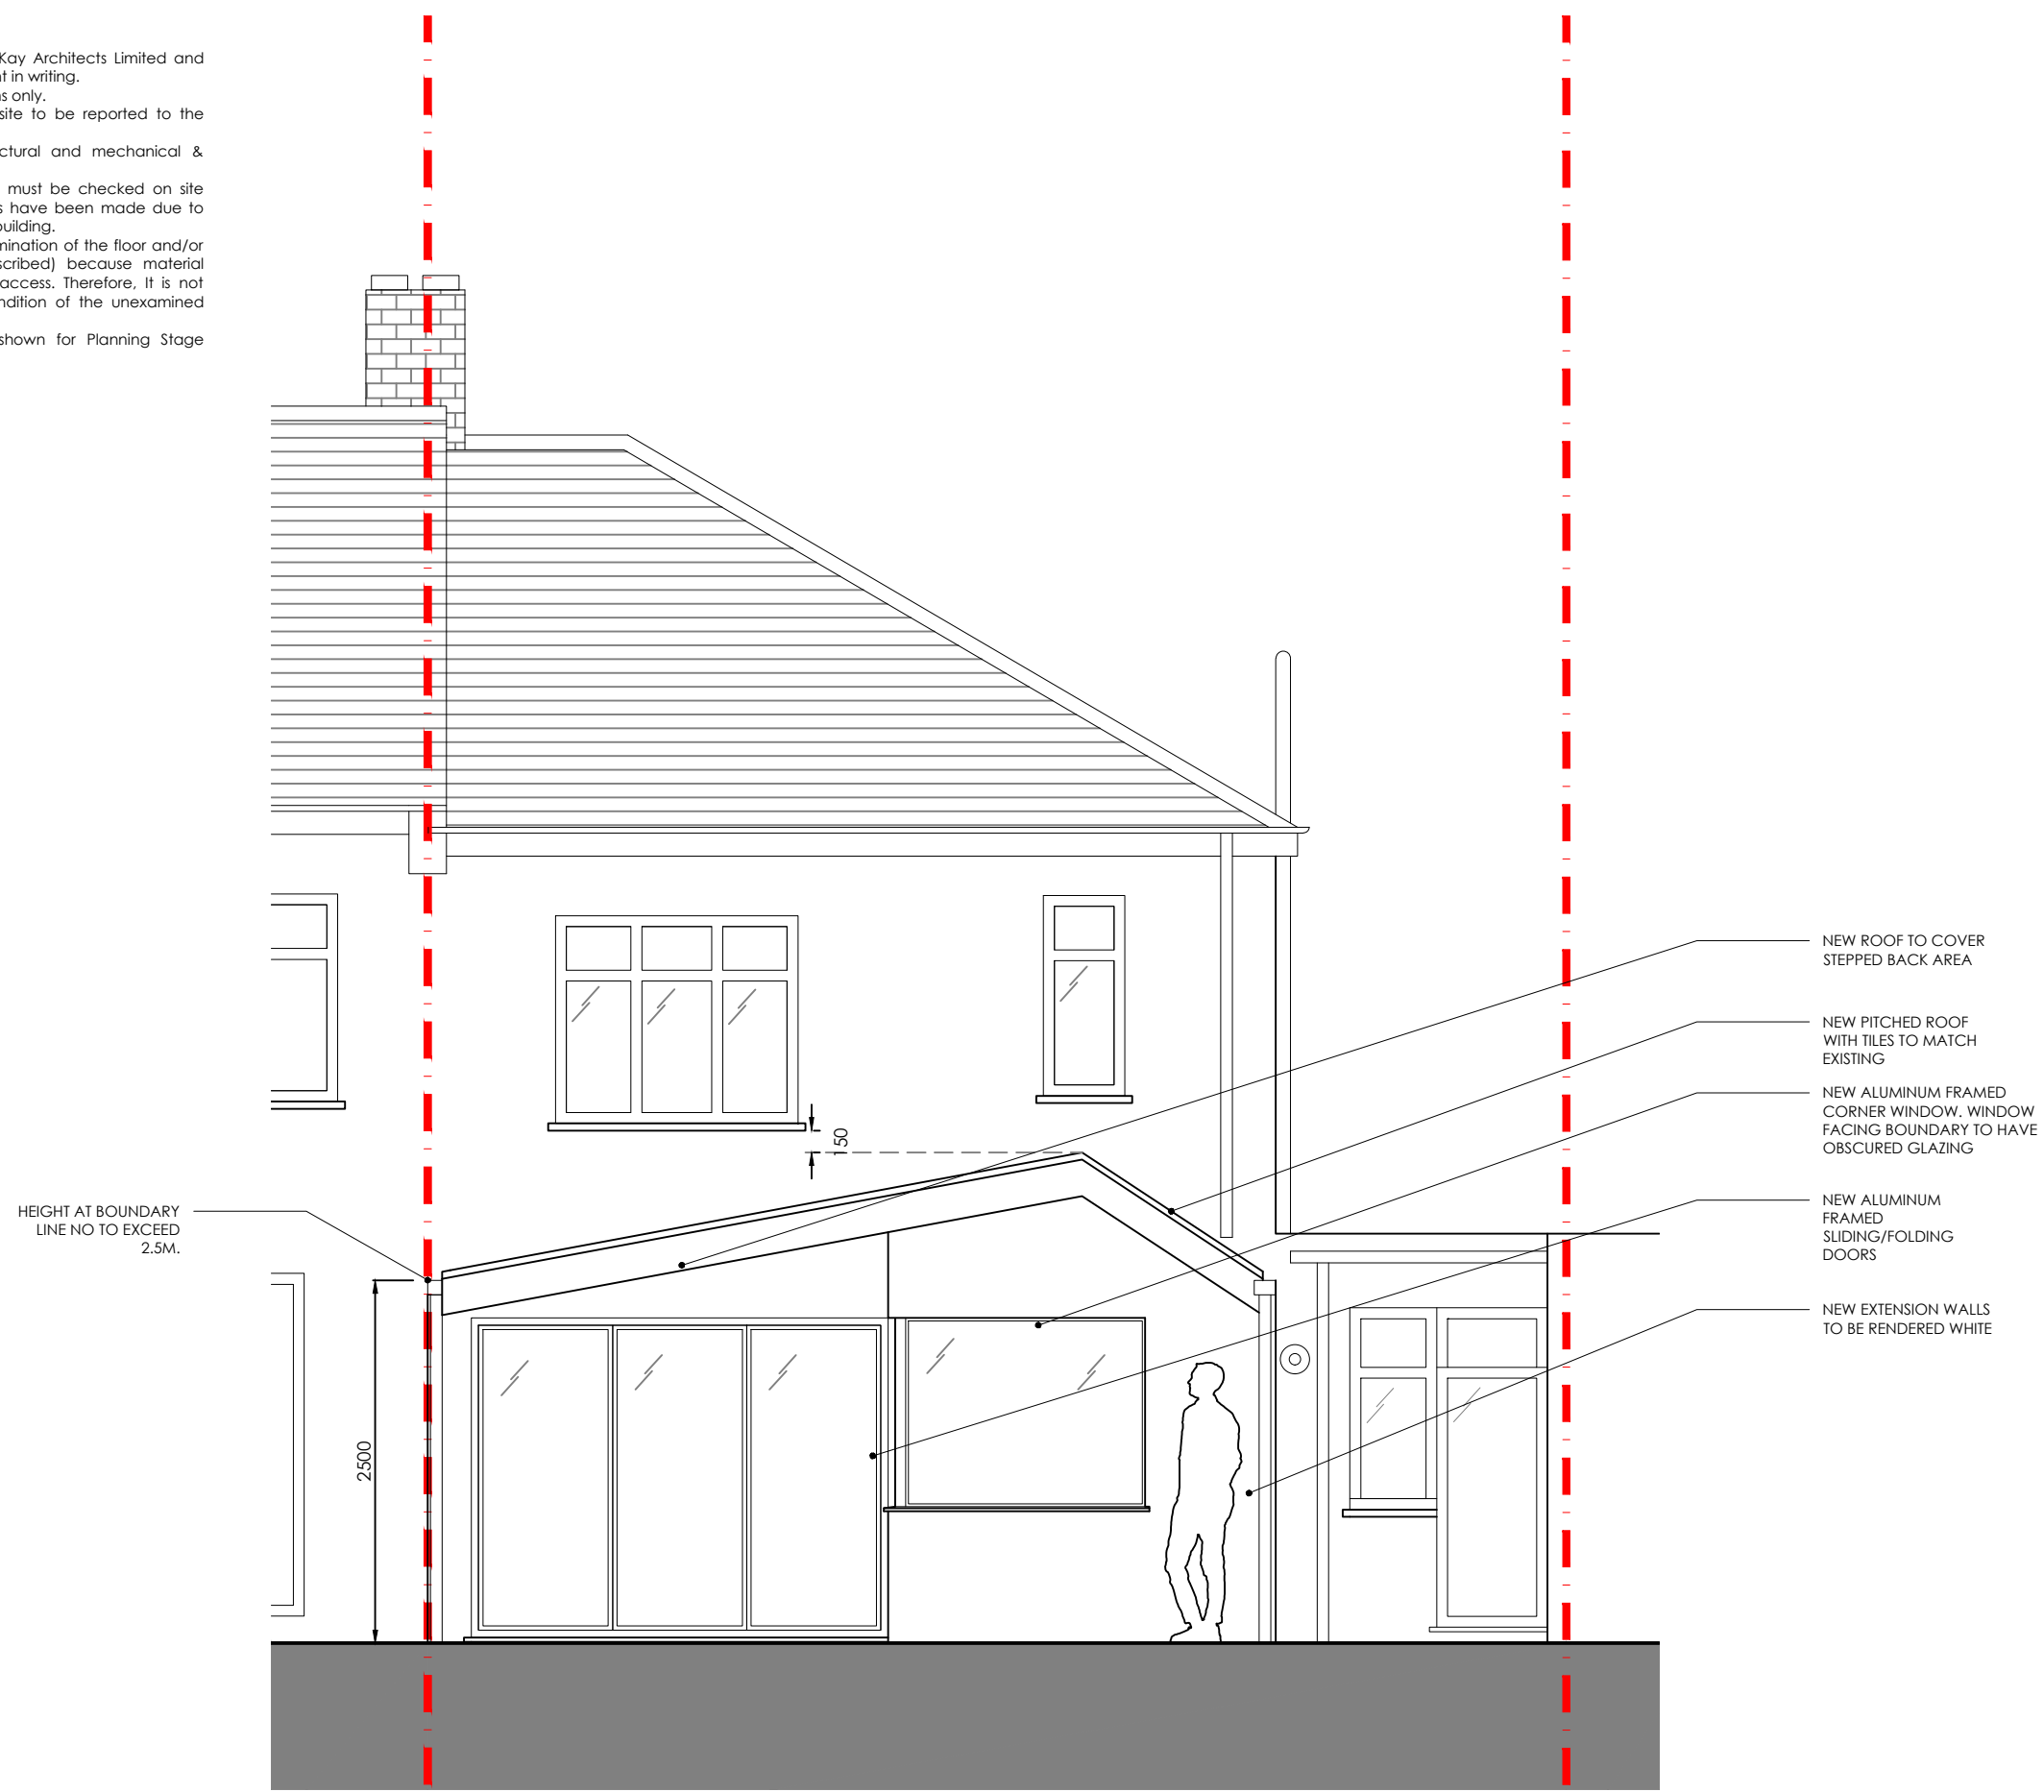 Kay Architects Limited and
in writing.
only.
site to be reported to the
and mechanical &
must be checked on site
have been made due to
of the floor and/or
because material
access. Therefore, It is not
of the unexamined
shown for Planning Stage
NEW ROOF TO COVER
STEPPED BACK AREA
NEW PITCHED ROOF
WITH TILES TO MATCH
EXISTING
NEW ALUMINUM FRAMED
CORNER WINDOW. WINDOW
FACING BOUNDARY TO HAVE
OBSCURED GLAZING
150
HEIGHT AT BOUNDARY
LINE NO TO EXCEED
2.5M.
NEW ALUMINUM
FRAMED
SLIDING/FOLDING
DOORS
NEW EXTENSION WALLS
TO BE RENDERED WHITE
2500